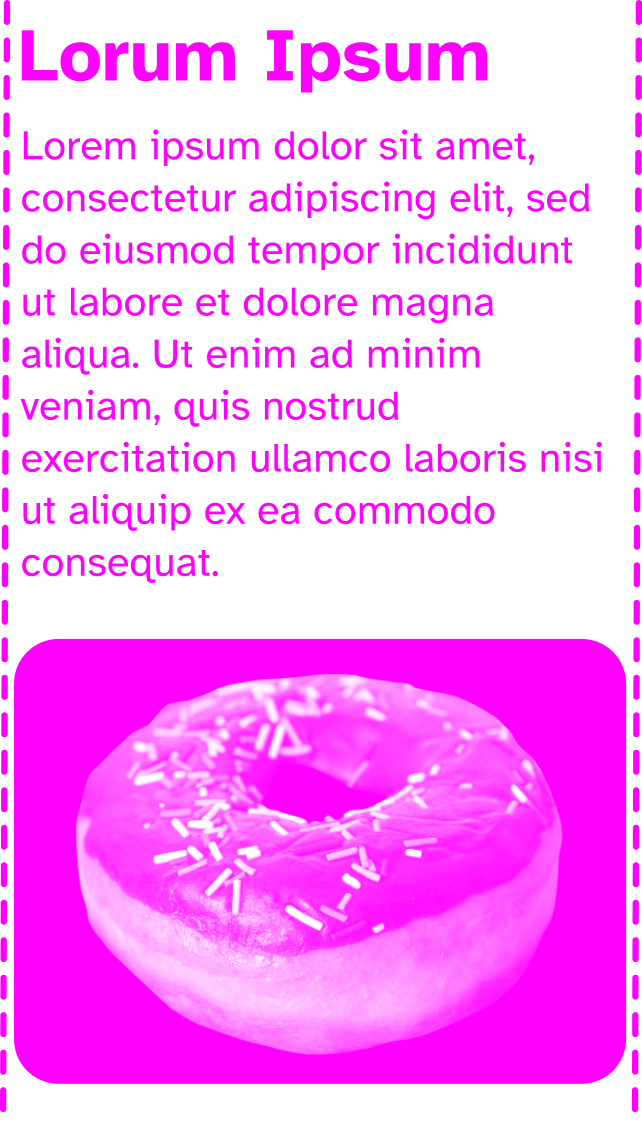 Lorum Ipsum
Lorem ipsum dolor sit amet,
consectetur adipiscing elit, sed
do eiusmod tempor incididunt
ut labore et dolore magna
aliqua. Ut enim ad minim
veniam, quis nostrud
exercitation ullamco laboris nisi
ut aliquip ex ea commodo
consequat.